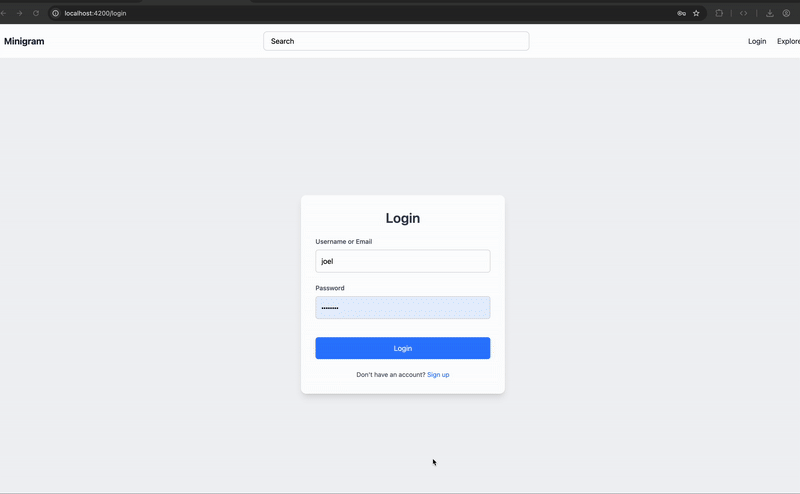 localhost:4200/login
Minigram
Search
Login
Explore
Login
Username or Email
joel
Password
••••••••
Login
Don't have an account? Sign up